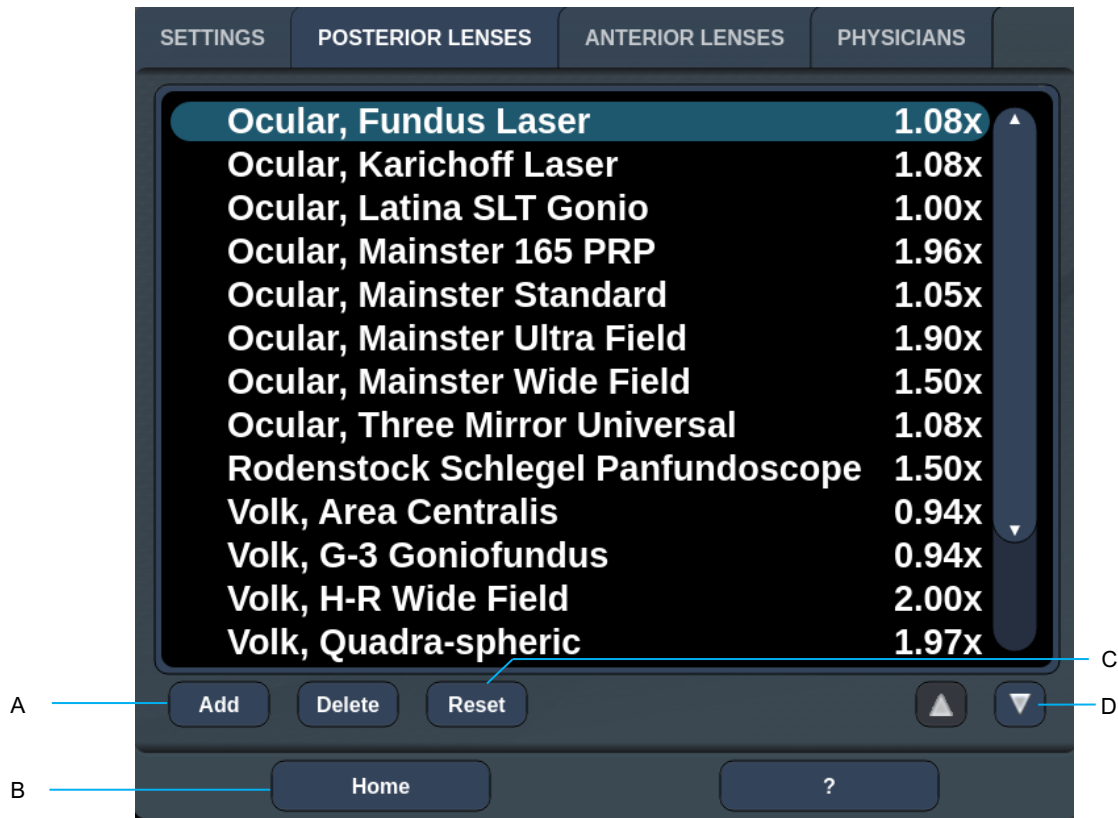 SETTINGS POSTERIOR LENSES ANTERIOR LENSES PHYSICIANS
Ocular, Fundus Laser 1.08x
Ocular, Karichoff Laser 1.08x
Ocular, Latina SLT Gonio 1.00x
Ocular, Mainster 165 PRP 1.96x
Ocular, Mainster Standard 1.05x
Ocular, Mainster Ultra Field 1.90x
Ocular, Mainster Wide Field 1.50x
Ocular, Three Mirror Universal 1.08x
Rodenstock Schlegel Panfundoscope 1.50x
Volk, Area Centralis 0.94x
Volk, G-3 Goniofundus 0.94x
Volk, H-R Wide Field 2.00x
Volk, Quadra-spheric 1.97x
C
A Add Delete Reset D
B Home ?